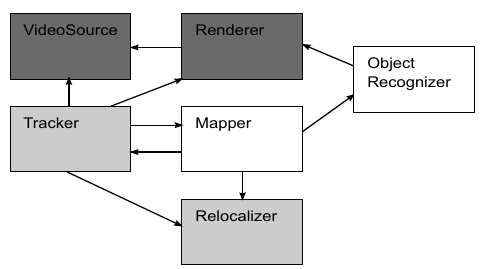 VideoSource
Renderer
Object
Recognizer
Tracker
Mapper
Relocalizer